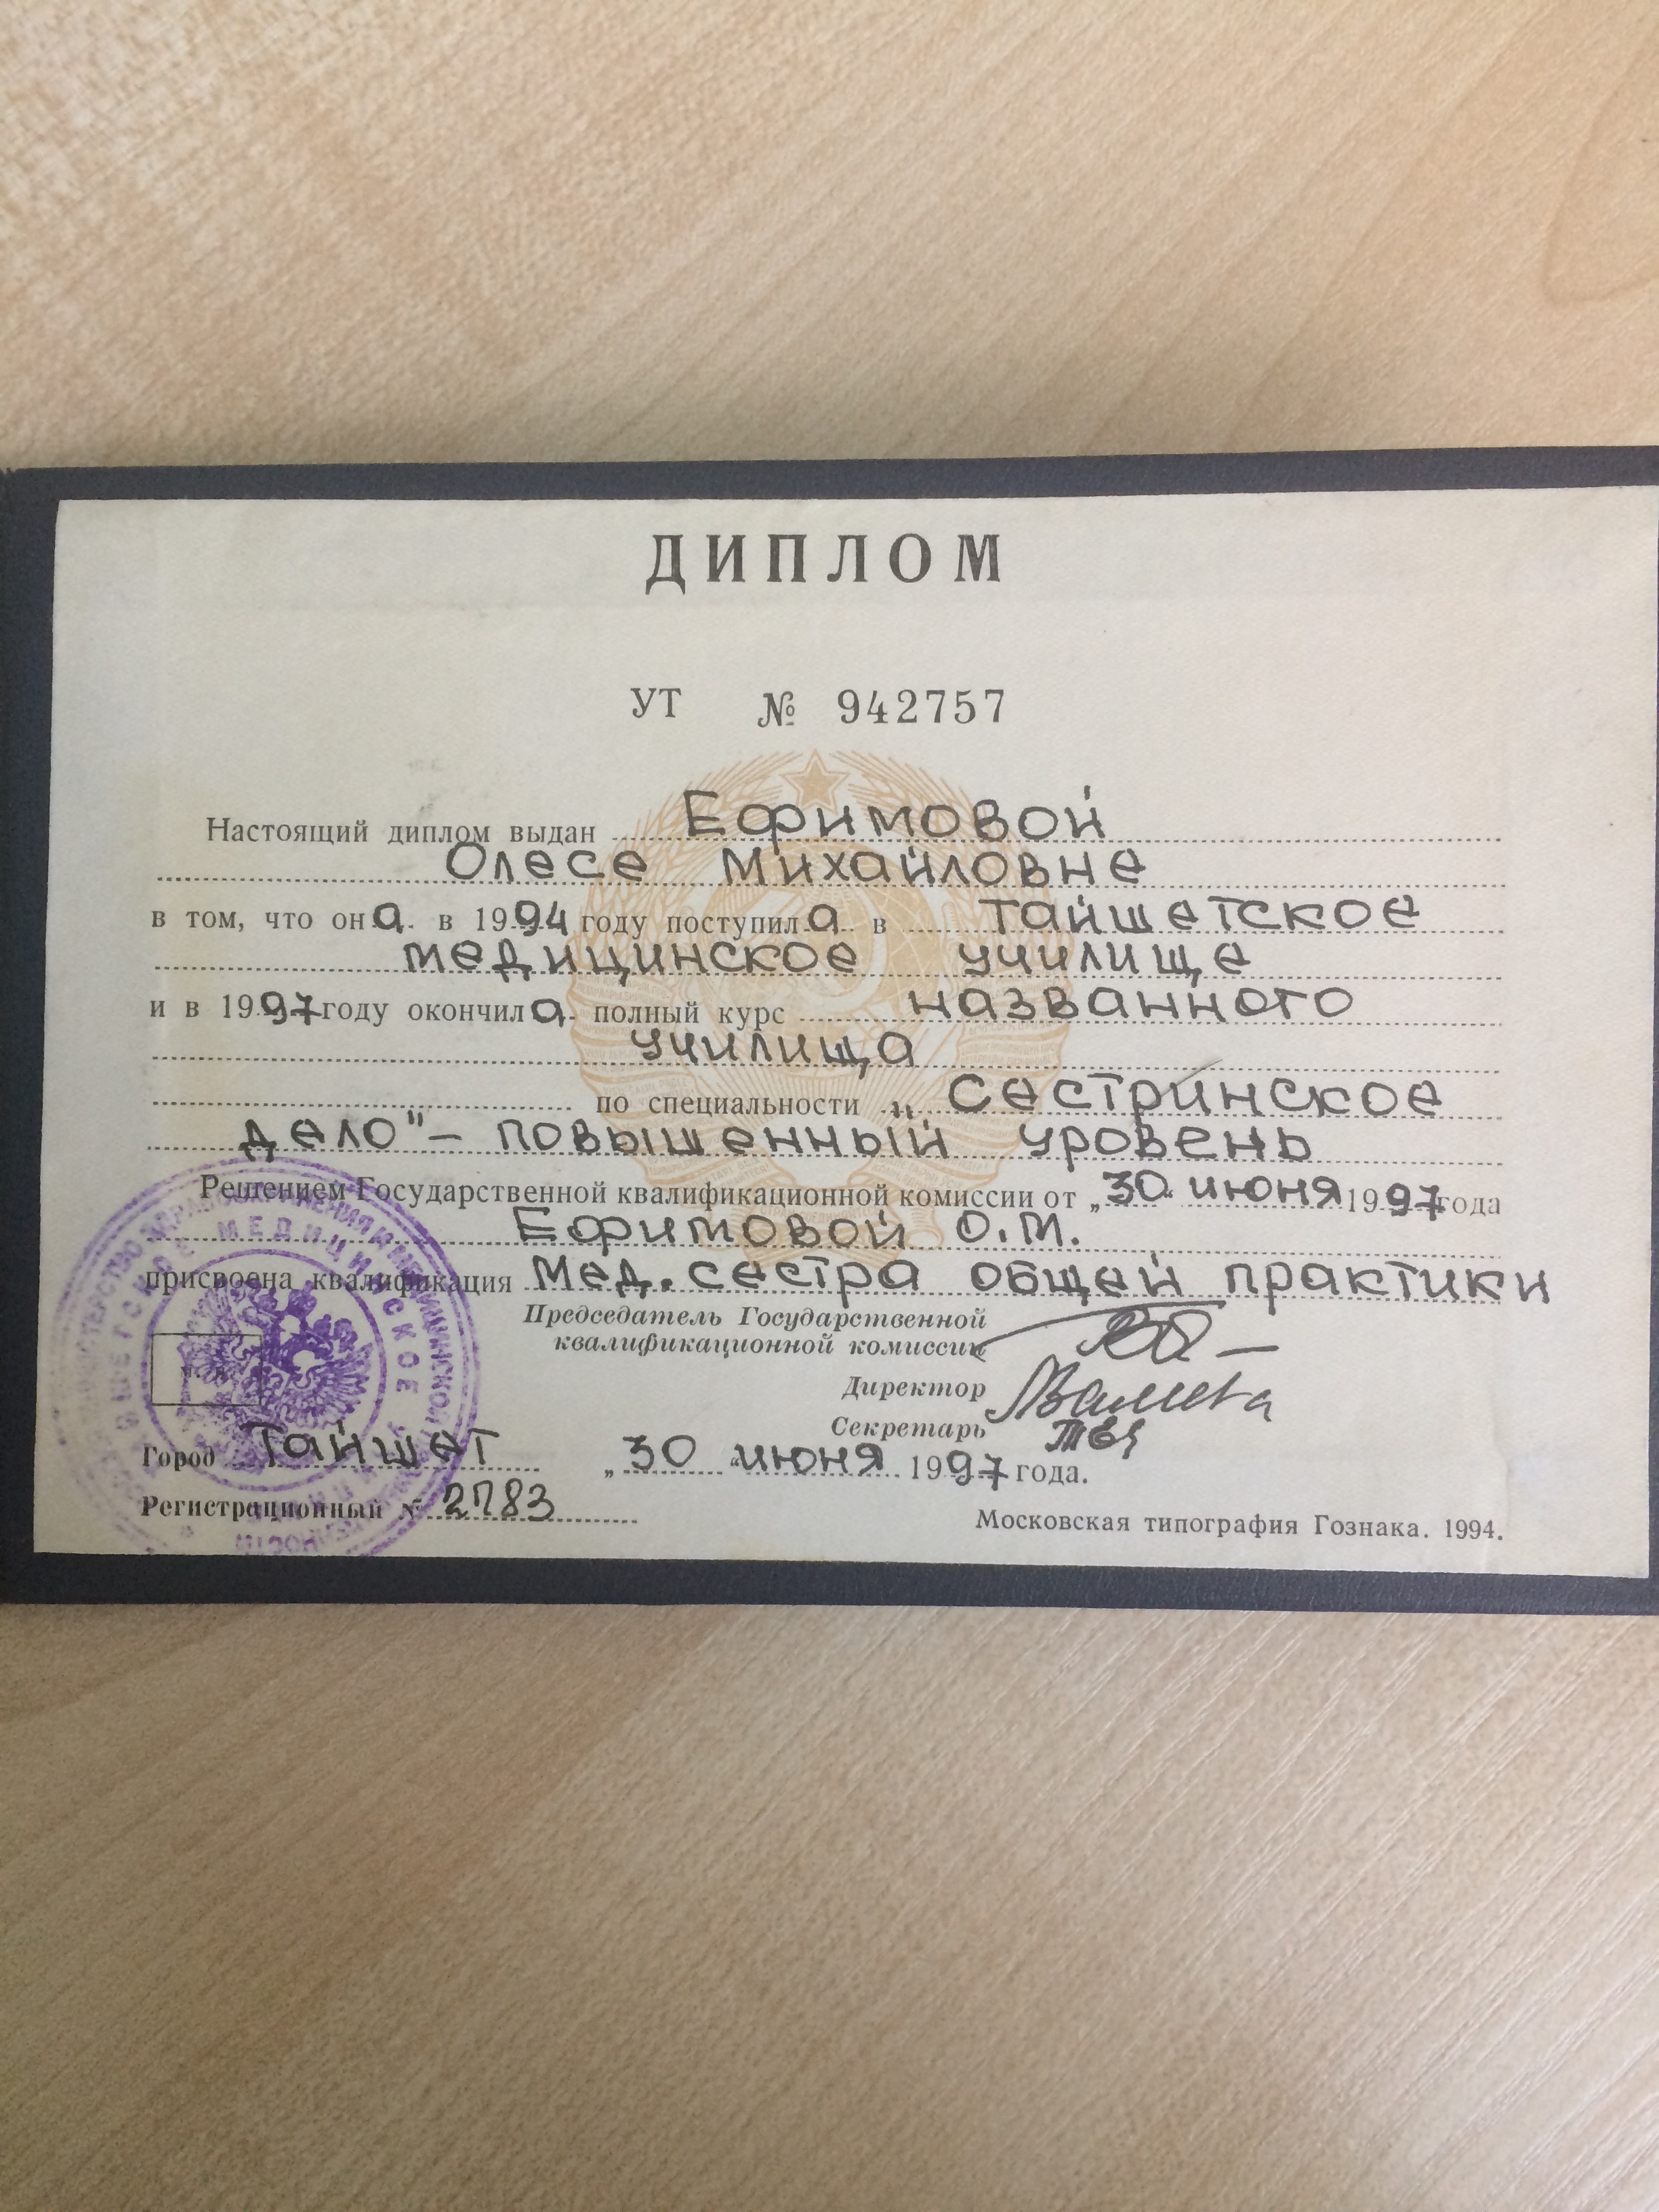 ДИПЛОМ
УТ № 942757
Настоящий диплом выдан Ефимовой
Олесе Михайловне
в том, что она в 1994 году поступила в Тайшетское
медицинское училище
и в 1997 году окончила полный курс названного
училища
по специальности „Сестринское
дело" – повышенный уровень
Решением Государственной квалификационной комиссии от „30" июня 1997 года
Ефимовой О.М.
присвоена квалификация Мед. сестра общей практики
Председатель Государственной
квалификационной комиссии
Директор
Секретарь
Город Тайшет „30" июня 1997 года.
Регистрационный № 2783
Московская типография Гознака. 1994.
МЕДИЦИНСКОЕ